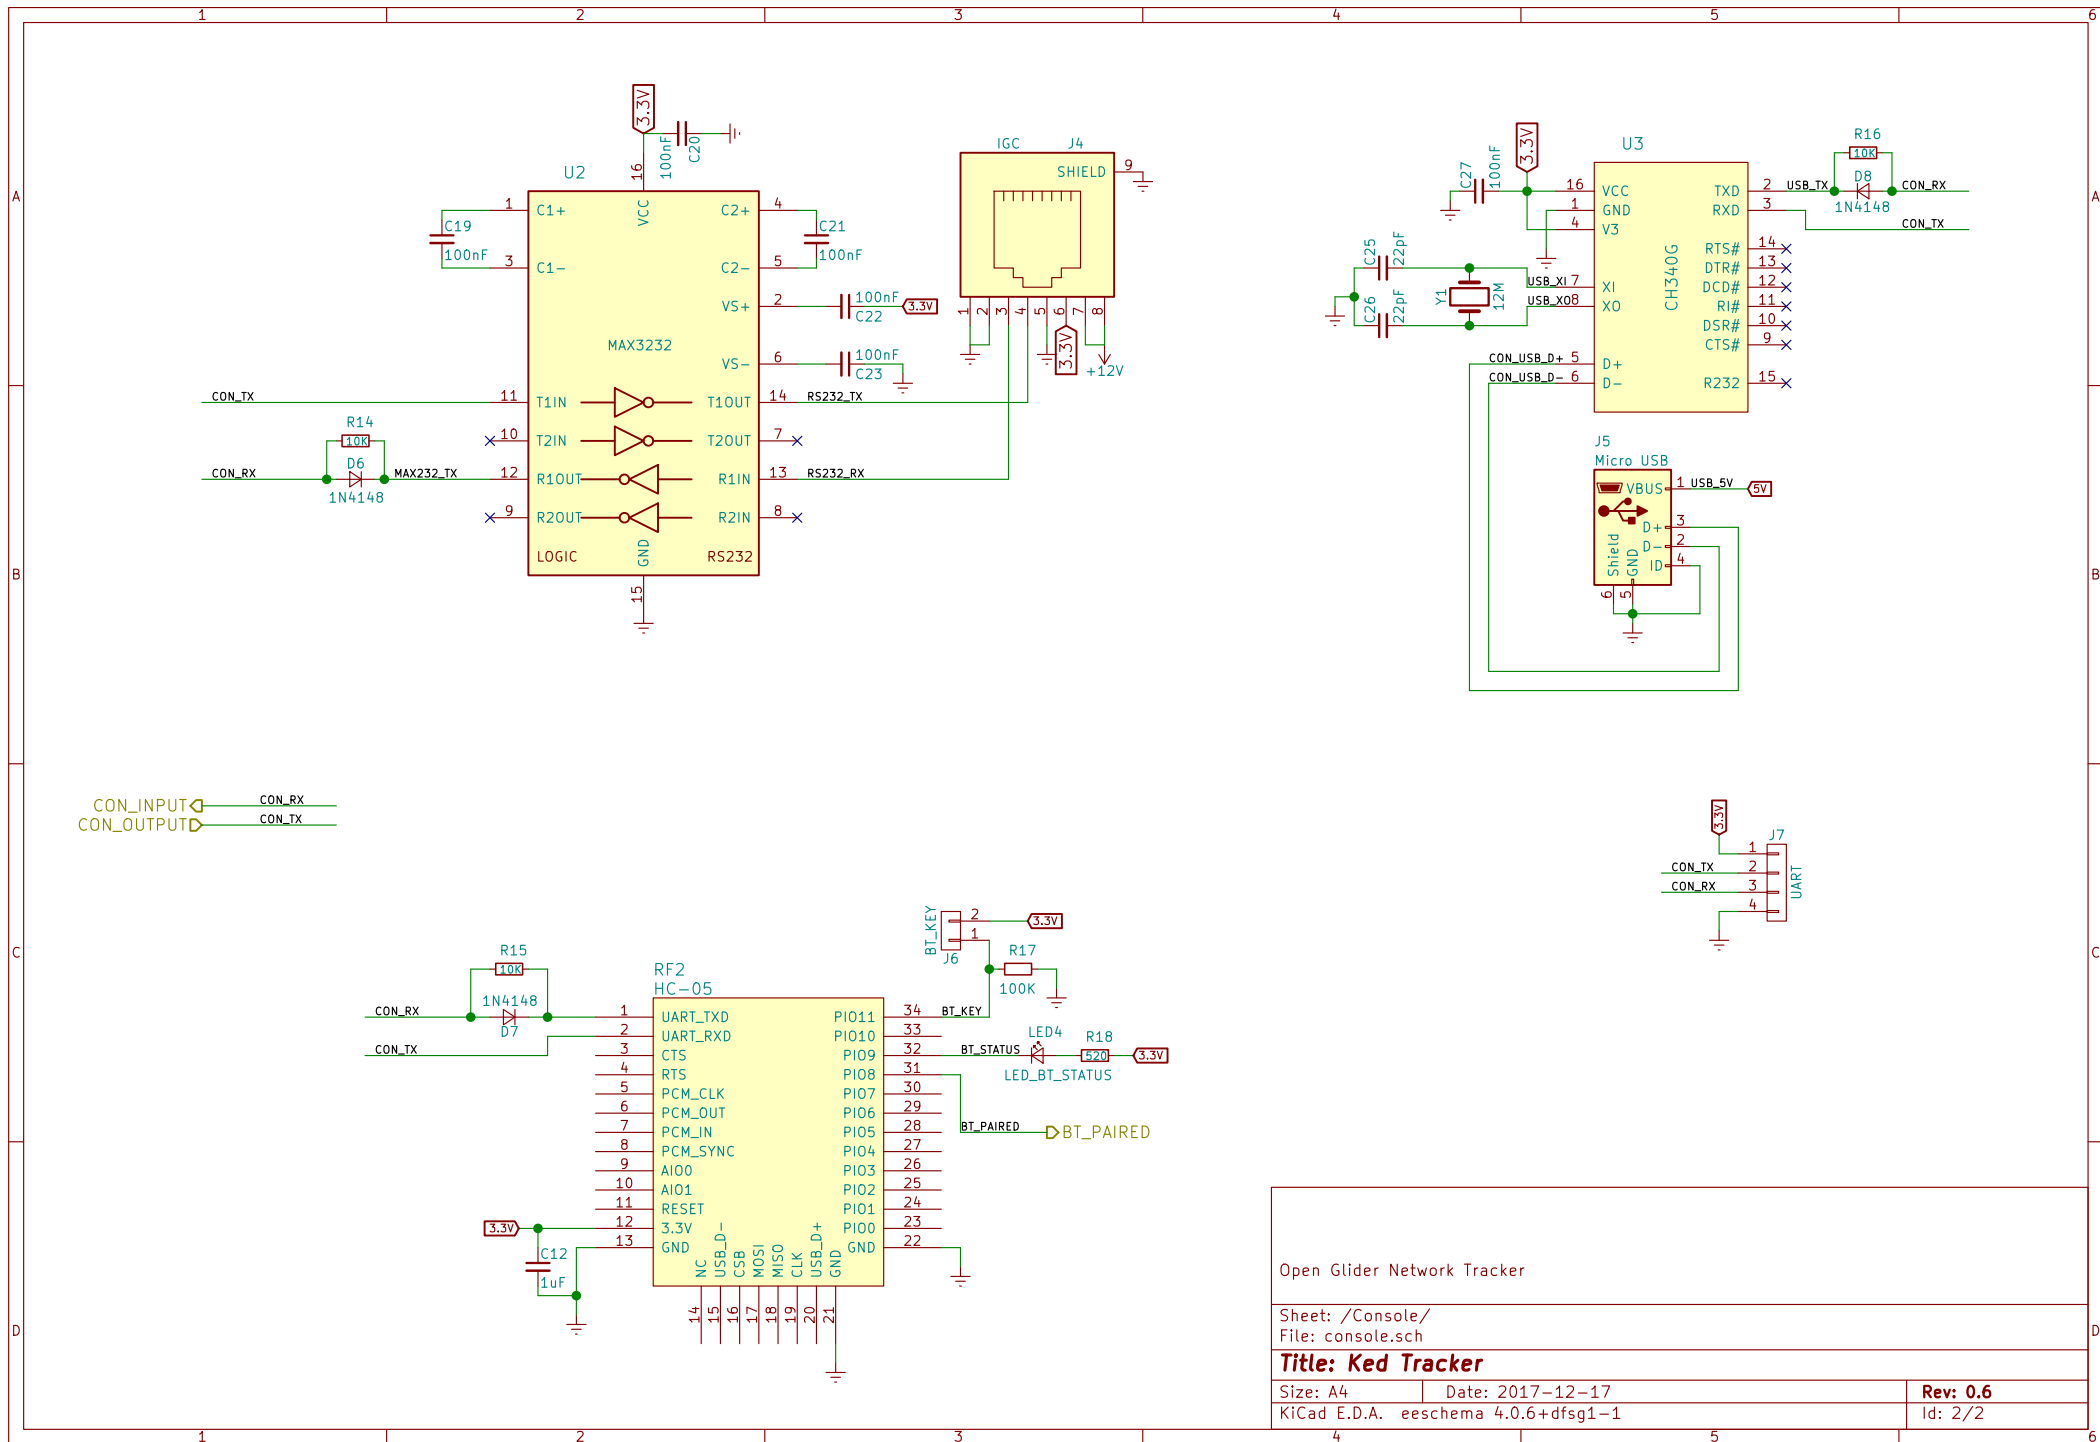 1 2 3 4 5 6
A
B
C
D
3.3V
100nF
C20
U2
16
VCC
1 C1+
C2+ 4
C19
100nF
C21
100nF
3 C1-
C2- 5
VS+ 2
100nF
C22
3.3V
MAX3232
VS- 6
100nF
C23
CON_TX
11 T1IN
T1OUT 14
RS232_TX
R14
10K
10 T2IN
T2OUT 7
D6
1N4148
CON_RX
MAX232_TX
12 R1OUT
R1IN 13
RS232_RX
9 R2OUT
R2IN 8
LOGIC
GND
RS232
15
IGC J4
SHIELD 9
1 2 3 4 5 6 7 8
3.3V
+12V
3.3V
C27
100nF
U3
CH340G
16 VCC
1 GND
4 V3
TXD 2
RXD 3
USB_TX
R16
10K
D8
1N4148
CON_RX
CON_TX
C25
22pF
C26
22pF
Y1
12M
USB_XI 7 XI
USB_XO 8 XO
RTS# 14
DTR# 13
DCD# 12
RI# 11
DSR# 10
CTS# 9
CON_USB_D+ 5 D+
CON_USB_D- 6 D-
R232 15
J5
Micro USB
VBUS 1 USB_5V
5V
D+ 3
D- 2
ID 4
Shield
GND
6 5
CON_INPUT CON_RX
CON_OUTPUT CON_TX
3.3V
J7
1
CON_TX 2
CON_RX 3
4
UART
BT_KEY
2
1
J6
3.3V
R17
100K
R15
10K
1N4148
D7
CON_RX
CON_TX
RF2
HC-05
1 UART_TXD
2 UART_RXD
3 CTS
4 RTS
5 PCM_CLK
6 PCM_OUT
7 PCM_IN
8 PCM_SYNC
9 AIO0
10 AIO1
11 RESET
12 3.3V
13 GND
3.3V
C12
1uF
PIO11 34 BT_KEY
PIO10 33
PIO9 32 BT_STATUS
PIO8 31
PIO7 30
PIO6 29
PIO5 28
PIO4 27
PIO3 26
PIO2 25
PIO1 24
PIO0 23
GND 22
LED4
LED_BT_STATUS
R18
520
3.3V
BT_PAIRED
BT_PAIRED
NC USB_D- CSB MOSI MISO CLK USB_D+ GND
14 15 16 17 18 19 20 21
Open Glider Network Tracker
Sheet: /Console/
File: console.sch
Title: Ked Tracker
Size: A4 Date: 2017-12-17 Rev: 0.6
KiCad E.D.A. eeschema 4.0.6+dfsg1-1 Id: 2/2
A
B
C
D
1 2 3 4 5 6